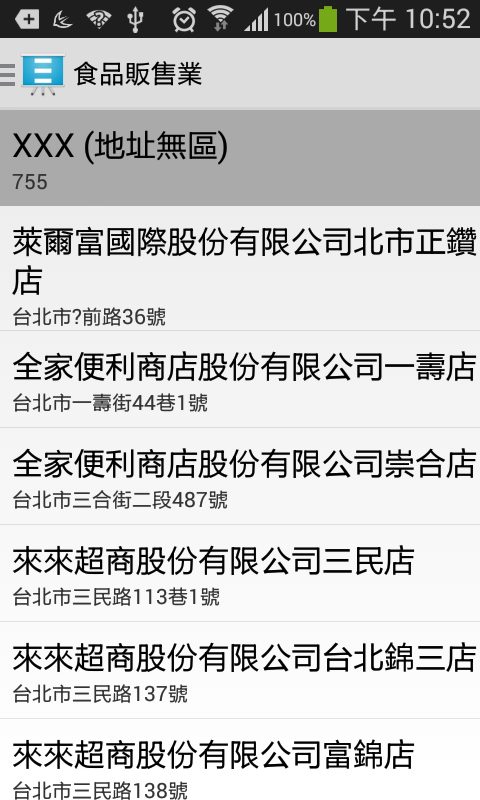 100% 下午 10:52
食品販售業
XXX (地址無區)
755
萊爾富國際股份有限公司北市正鑽
店
台北市?前路36號
全家便利商店股份有限公司一壽店
台北市一壽街44巷1號
全家便利商店股份有限公司崇合店
台北市三合街二段487號
來來超商股份有限公司三民店
台北市三民路113巷1號
來來超商股份有限公司台北錦三店
台北市三民路137號
來來超商股份有限公司富錦店
台北市三民路138號